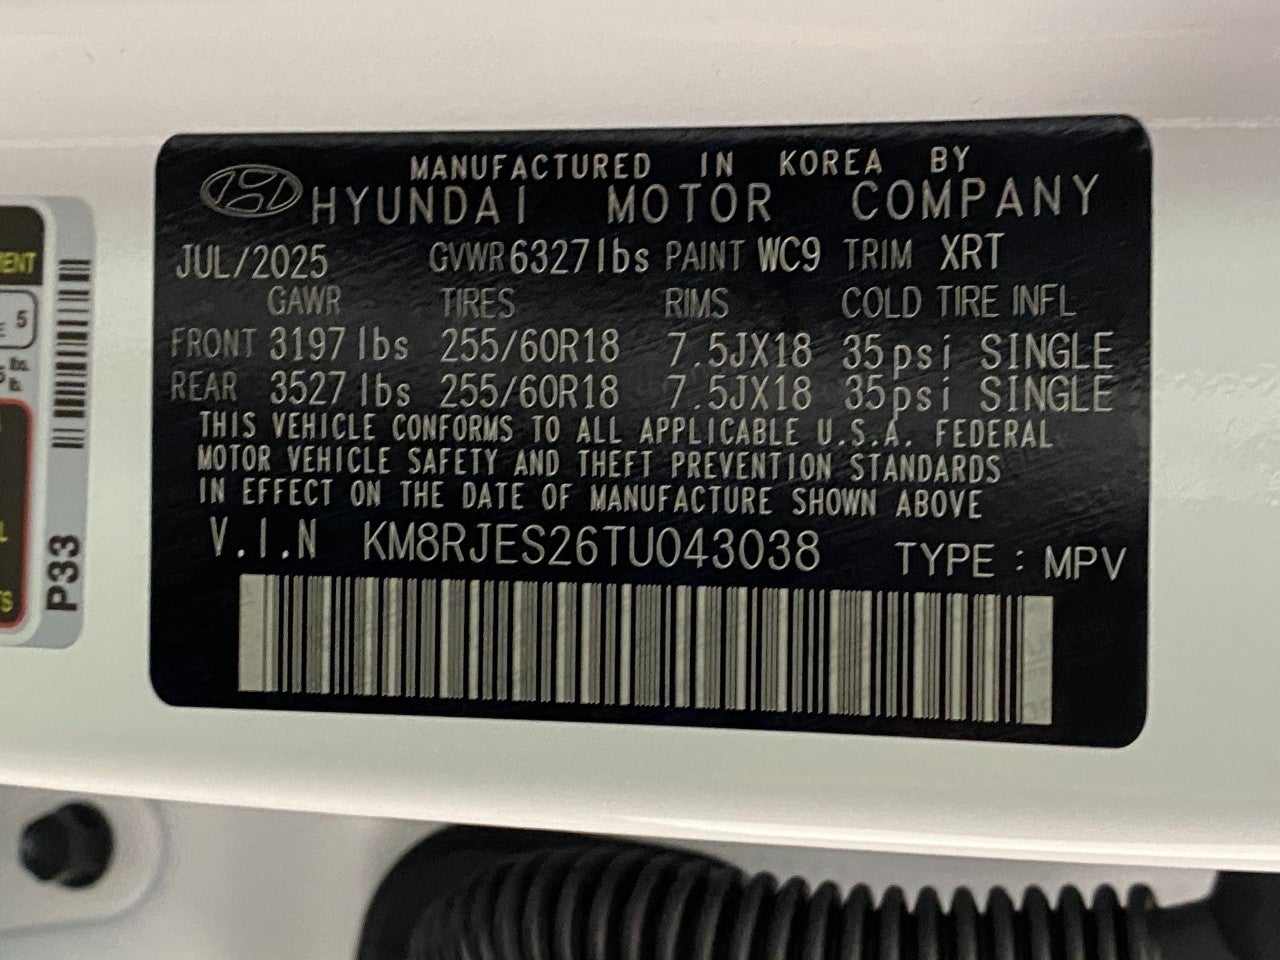 MANUFACTURED IN KOREA BY
HYUNDAI MOTOR COMPANY
JUL/2025 GVWR 6327lbs PAINT WC9 TRIM XRT
GAWR TIRES RIMS COLD TIRE INFL
FRONT 3197 lbs 255/60R18 7.5JX18 35psi SINGLE
REAR 3527 lbs 255/60R18 7.5JX18 35psi SINGLE
THIS VEHICLE CONFORMS TO ALL APPLICABLE U.S.A. FEDERAL
MOTOR VEHICLE SAFETY AND THEFT PREVENTION STANDARDS
IN EFFECT ON THE DATE OF MANUFACTURE SHOWN ABOVE
V.I.N KM8RJES26TU043038 TYPE : MPV
5
P33